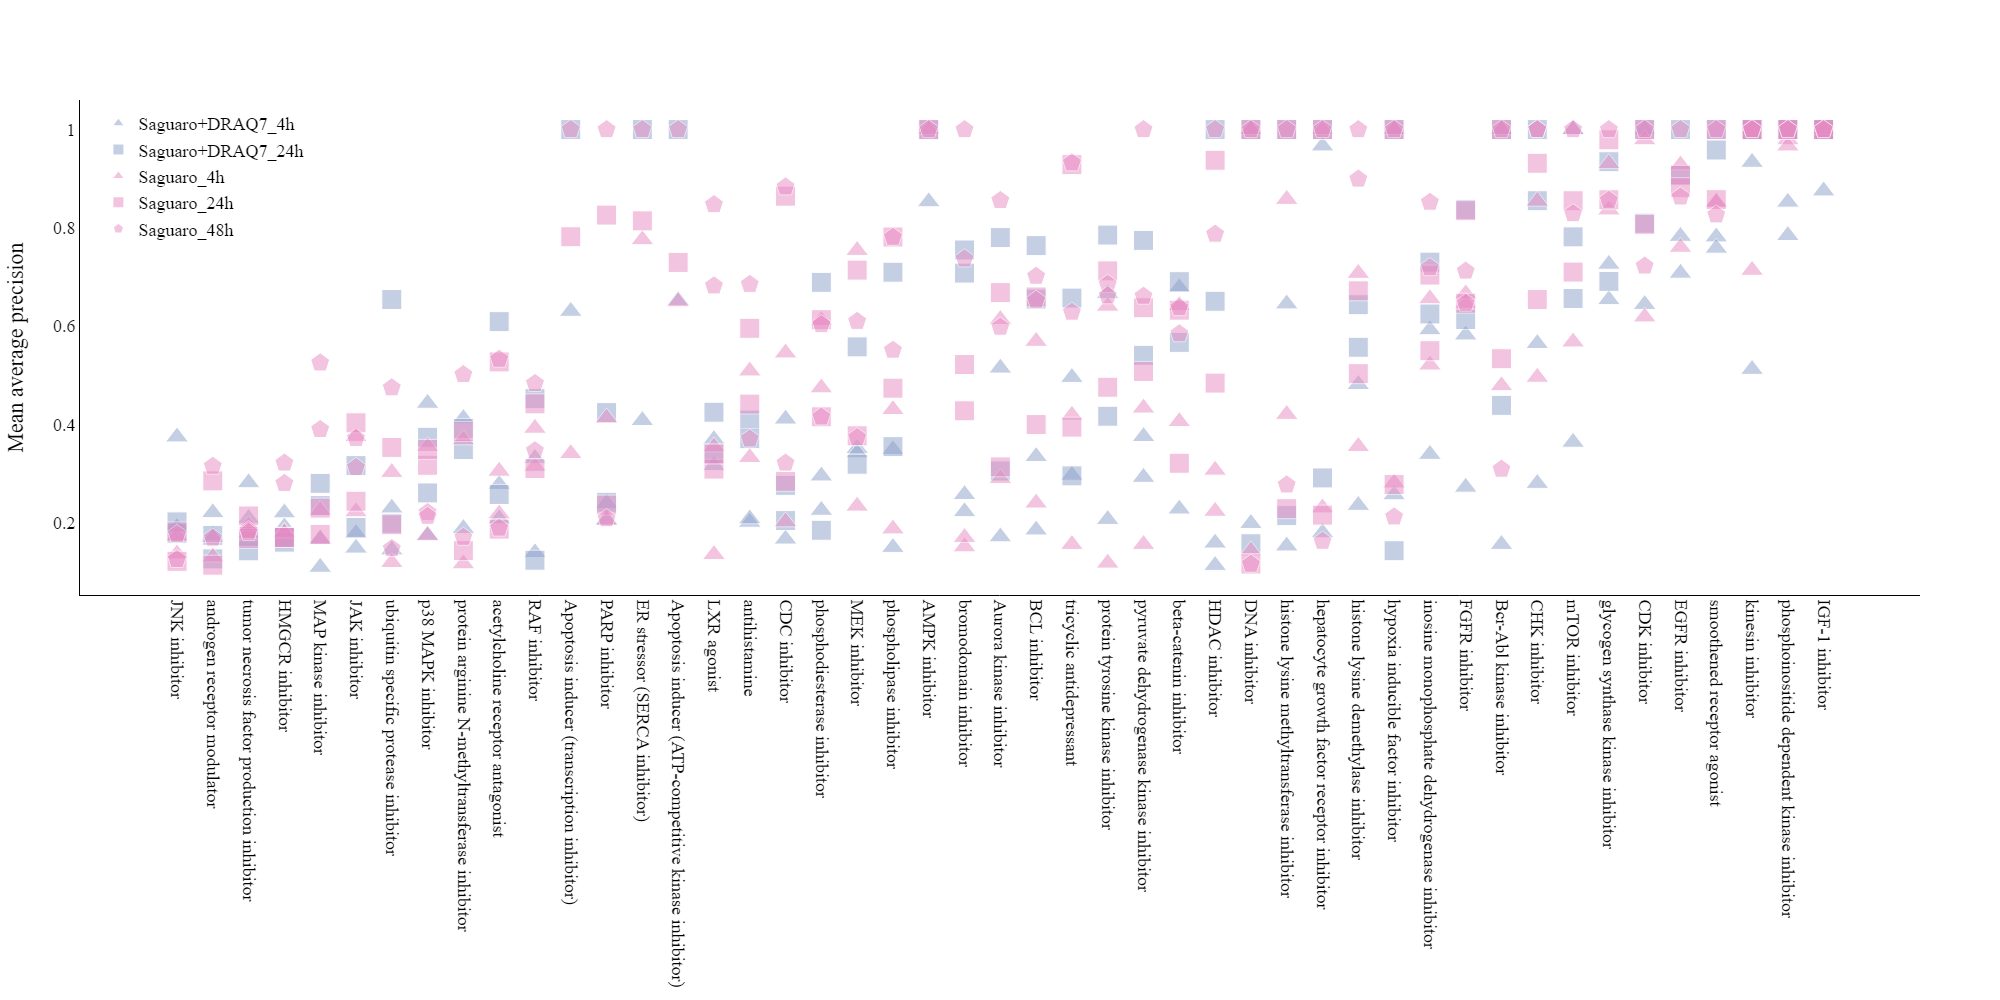 Saguaro+DRAQ7_4h
Saguaro+DRAQ7_24h
Saguaro_4h
Saguaro_24h
Saguaro_48h
Mean average precision
1
0.8
0.6
0.4
0.2
JNK inhibitor
androgen receptor modulator
tumor necrosis factor production inhibitor
HMGCR inhibitor
MAP kinase inhibitor
JAK inhibitor
ubiquitin specific protease inhibitor
p38 MAPK inhibitor
protein arginine N-methyltransferase inhibitor
acetylcholine receptor antagonist
RAF inhibitor
Apoptosis inducer (transcription inhibitor)
PARP inhibitor
ER stressor (SERCA inhibitor)
Apoptosis inducer (ATP-competitive kinase inhibitor)
LXR agonist
antihistamine
CDC inhibitor
phosphodiesterase inhibitor
MEK inhibitor
phospholipase inhibitor
AMPK inhibitor
bromodomain inhibitor
Aurora kinase inhibitor
BCL inhibitor
tricyclic antidepressant
protein tyrosine kinase inhibitor
pyruvate dehydrogenase kinase inhibitor
beta-catenin inhibitor
HDAC inhibitor
DNA inhibitor
histone lysine methyltransferase inhibitor
hepatocyte growth factor receptor inhibitor
histone lysine demethylase inhibitor
hypoxia inducible factor inhibitor
inosine monophosphate dehydrogenase inhibitor
FGFR inhibitor
Bcr-Abl kinase inhibitor
CHK inhibitor
mTOR inhibitor
glycogen synthase kinase inhibitor
CDK inhibitor
EGFR inhibitor
smoothened receptor agonist
kinesin inhibitor
phosphoinositide dependent kinase inhibitor
IGF-1 inhibitor